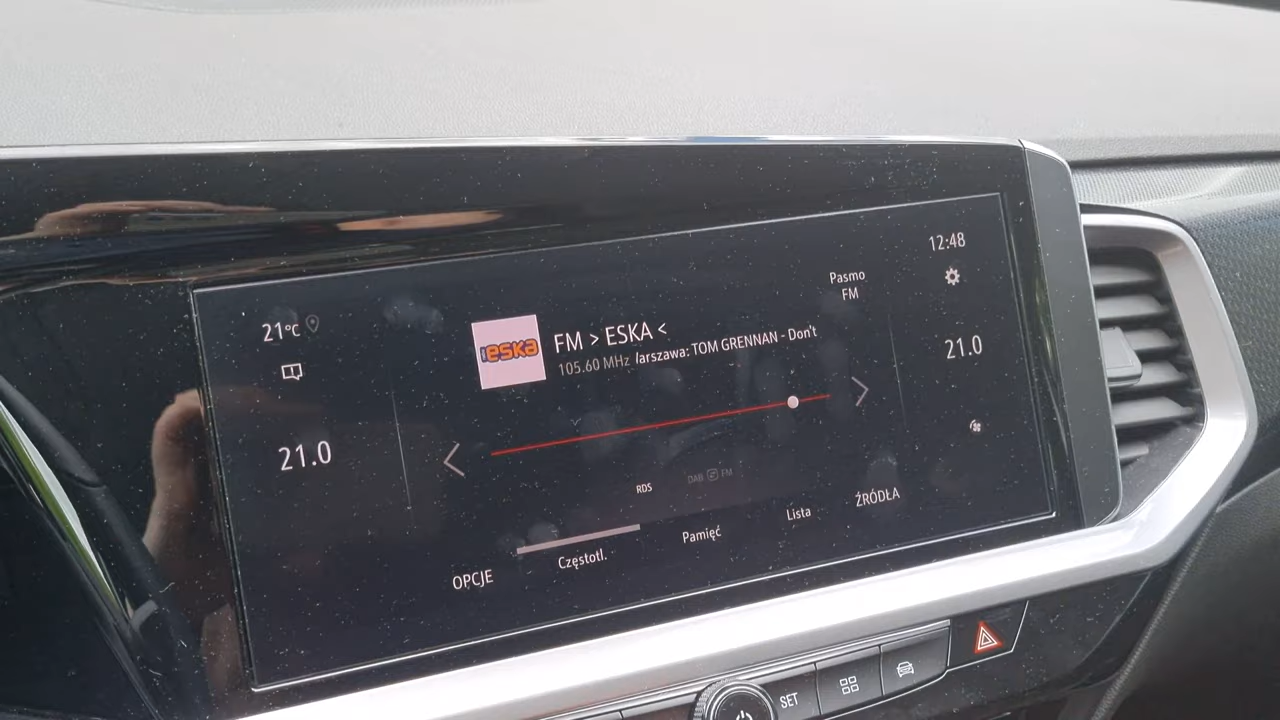 12:48
Pasmo
FM
21°C
eska
FM > ESKA <
105.60 MHz /arszawa: TOM GRENNAN - Don't
21.0
21.0
RDS
DAB FM
OPCJE
Częstotl.
Pamięć
Lista
ŹRÓDŁA
SET